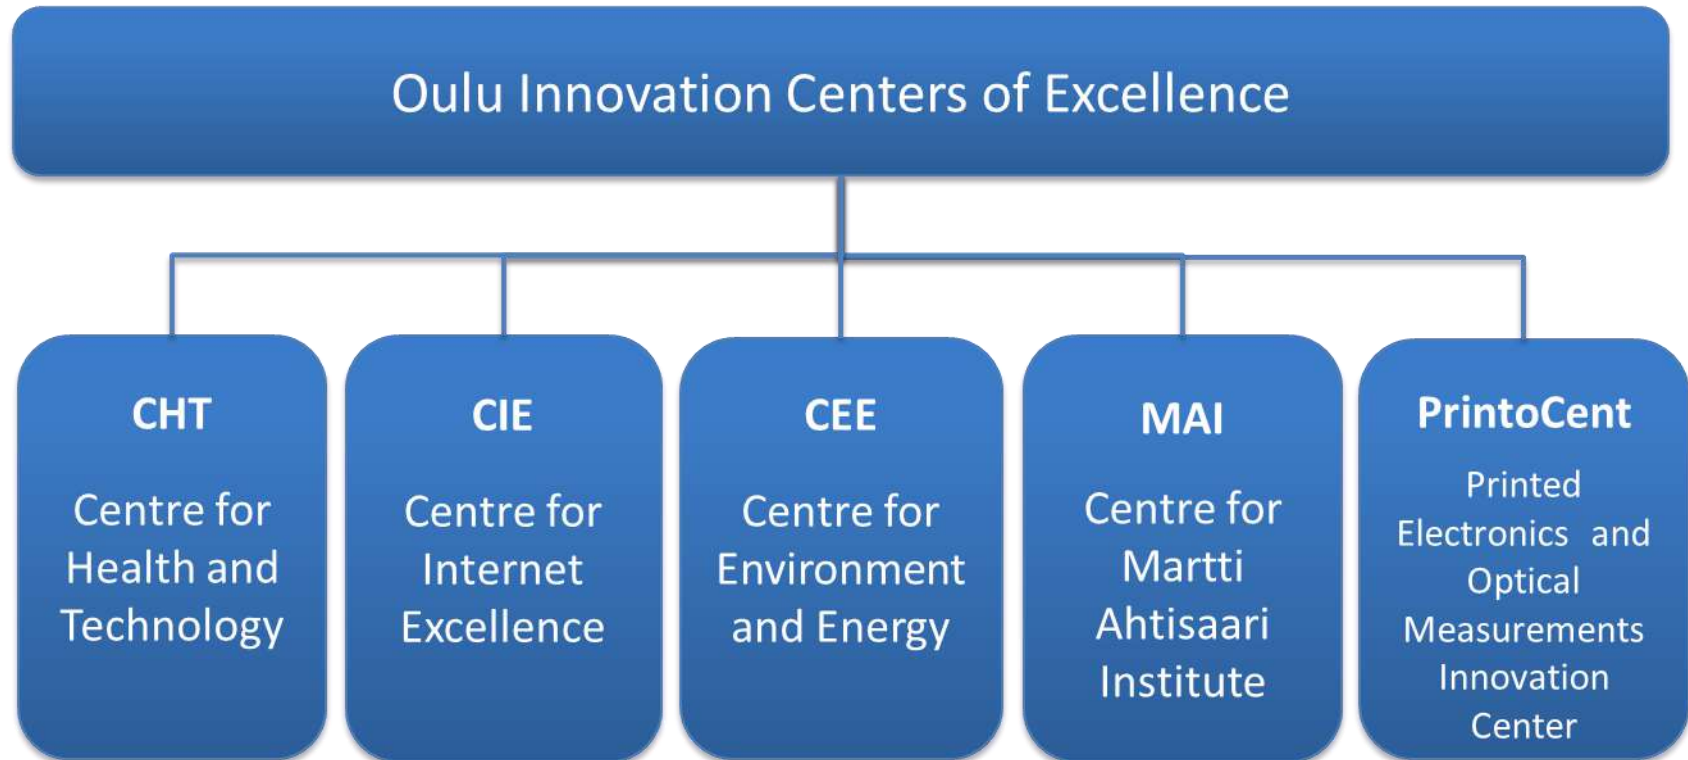 Oulu Innovation Centers of Excellence
CHT
Centre for
Health and
Technology
CIE
Centre for
Internet
Excellence
CEE
Centre for
Environment
and Energy
MAI
Centre for
Martti
Ahtisaari
Institute
PrintoCent
Printed
Electronics and
Optical
Measurements
Innovation
Center